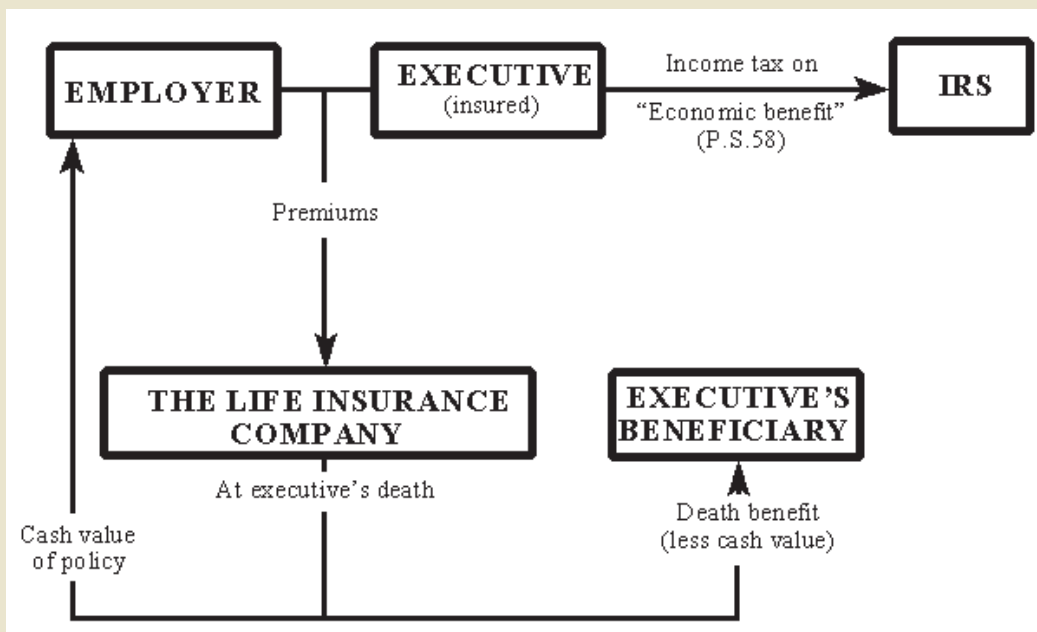 EMPLOYER
EXECUTIVE
(insured)
Income tax on
“Economic benefit”
(P.S.58)
IRS
Premiums
THE LIFE INSURANCE
COMPANY
EXECUTIVE’S
BENEFICIARY
At executive’s death
Death benefit
(less cash value)
Cash value
of policy